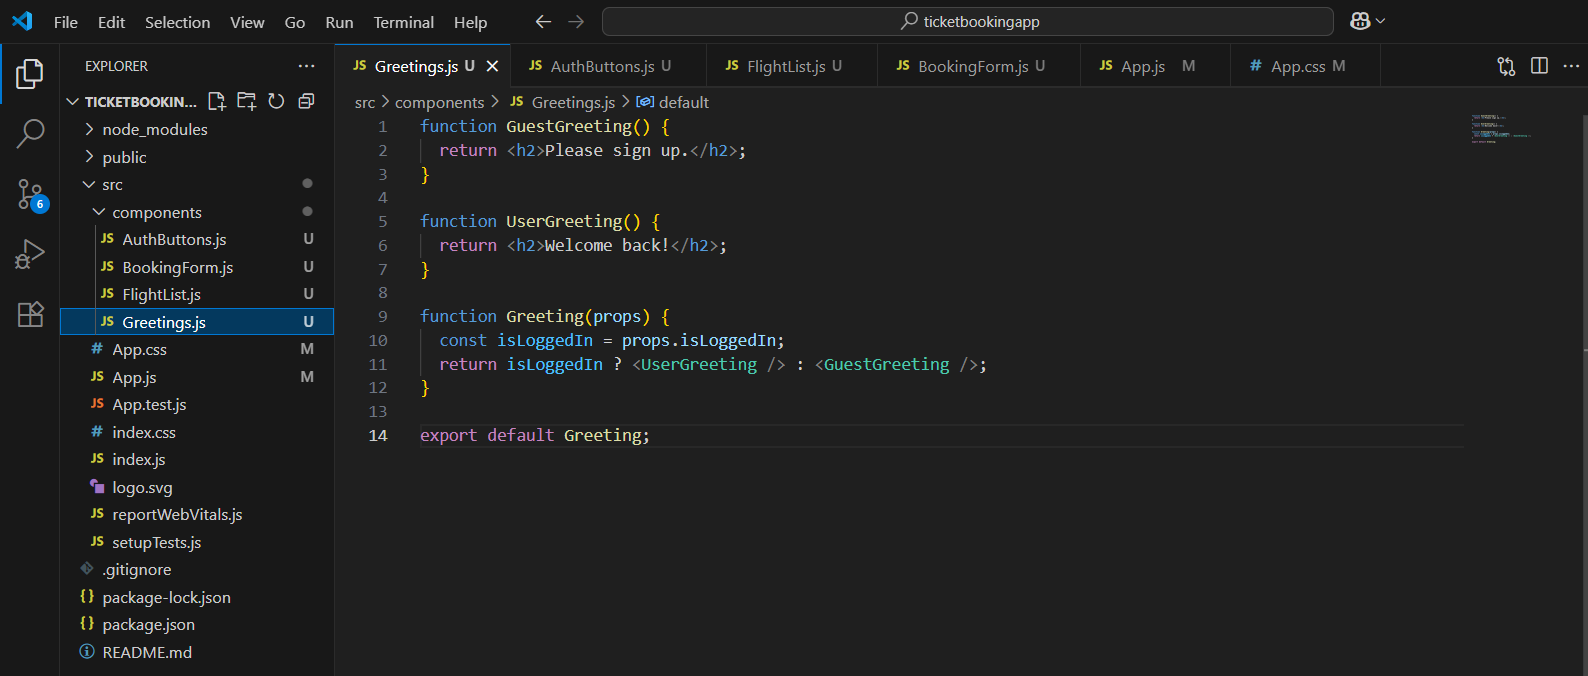 File Edit Selection View Go Run Terminal Help ticketbookingapp
EXPLORER
Greetings.js U
AuthButtons.js U
FlightList.js U
BookingForm.js U
App.js M
App.css M
TICKETBOOKIN...
node_modules
public
src
components
AuthButtons.js U
BookingForm.js U
FlightList.js U
Greetings.js U
App.css M
App.js M
App.test.js
index.css
index.js
logo.svg
reportWebVitals.js
setupTests.js
.gitignore
package-lock.json
package.json
README.md
6
src > components > JS Greetings.js > default
1 function GuestGreeting() {
2 return <h2>Please sign up.</h2>;
3 }
4
5 function UserGreeting() {
6 return <h2>Welcome back!</h2>;
7 }
8
9 function Greeting(props) {
10 const isLoggedIn = props.isLoggedIn;
11 return isLoggedIn ? <UserGreeting /> : <GuestGreeting />;
12 }
13
14 export default Greeting;